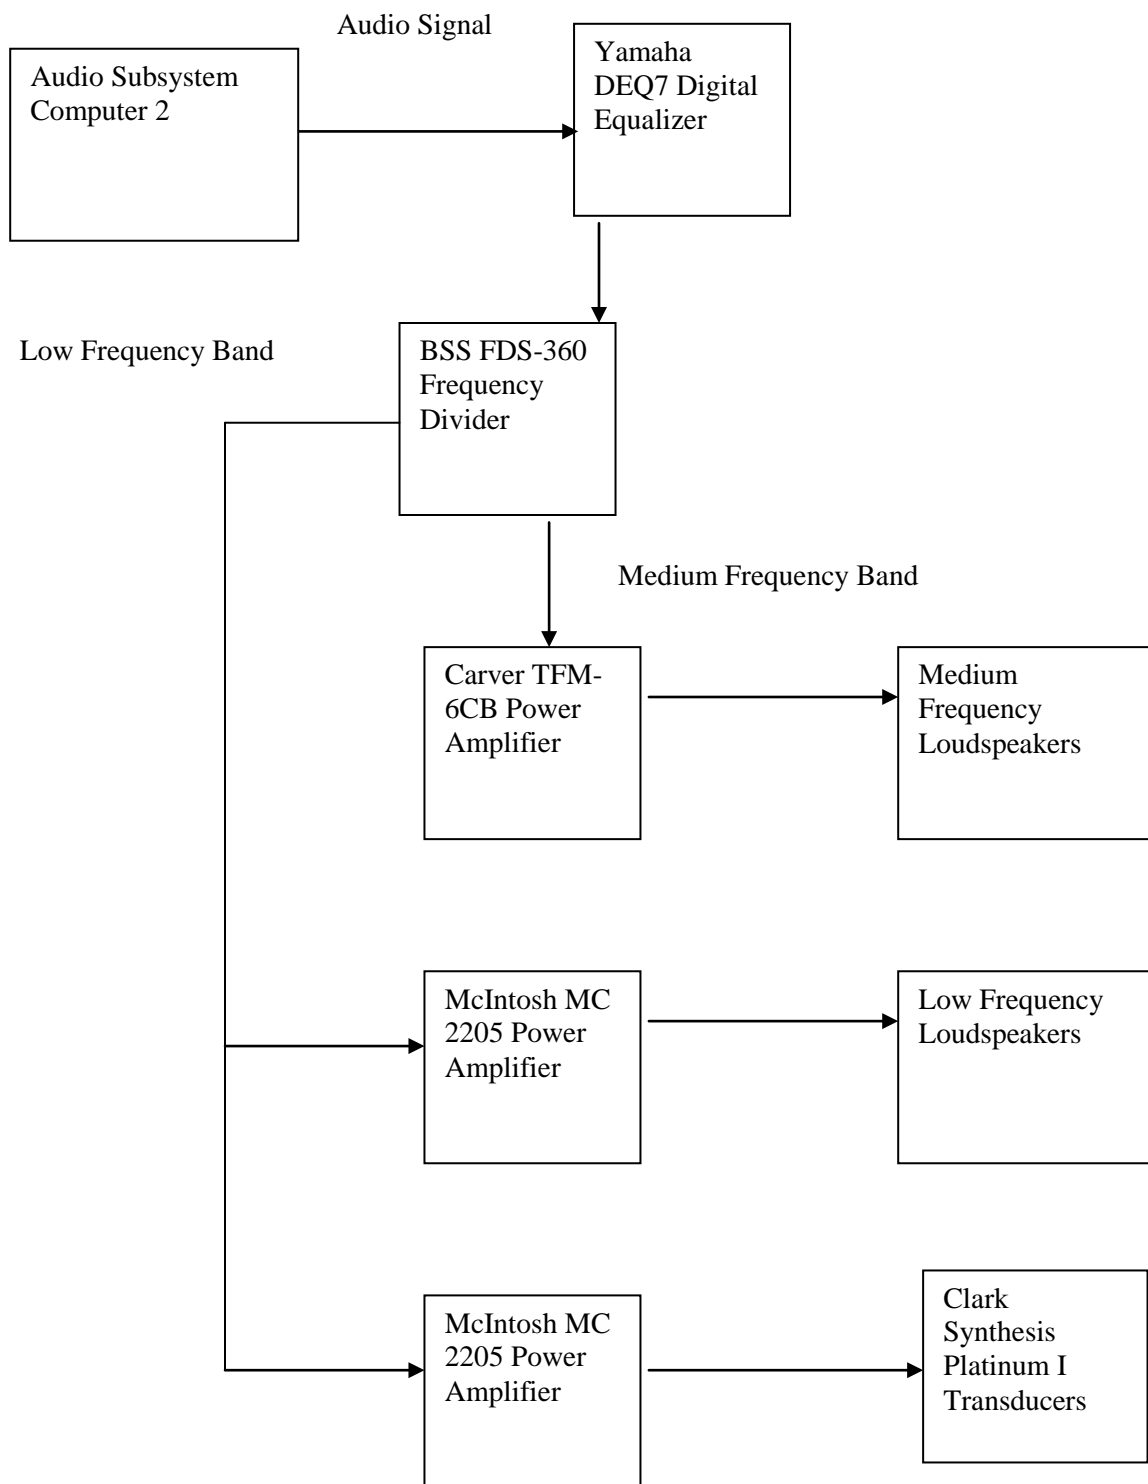 Audio Signal
Audio Subsystem
Computer 2
Yamaha
DEQ7 Digital
Equalizer
Low Frequency Band
BSS FDS-360
Frequency
Divider
Medium Frequency Band
Carver TFM-
6CB Power
Amplifier
Medium
Frequency
Loudspeakers
McIntosh MC
2205 Power
Amplifier
Low Frequency
Loudspeakers
McIntosh MC
2205 Power
Amplifier
Clark
Synthesis
Platinum I
Transducers